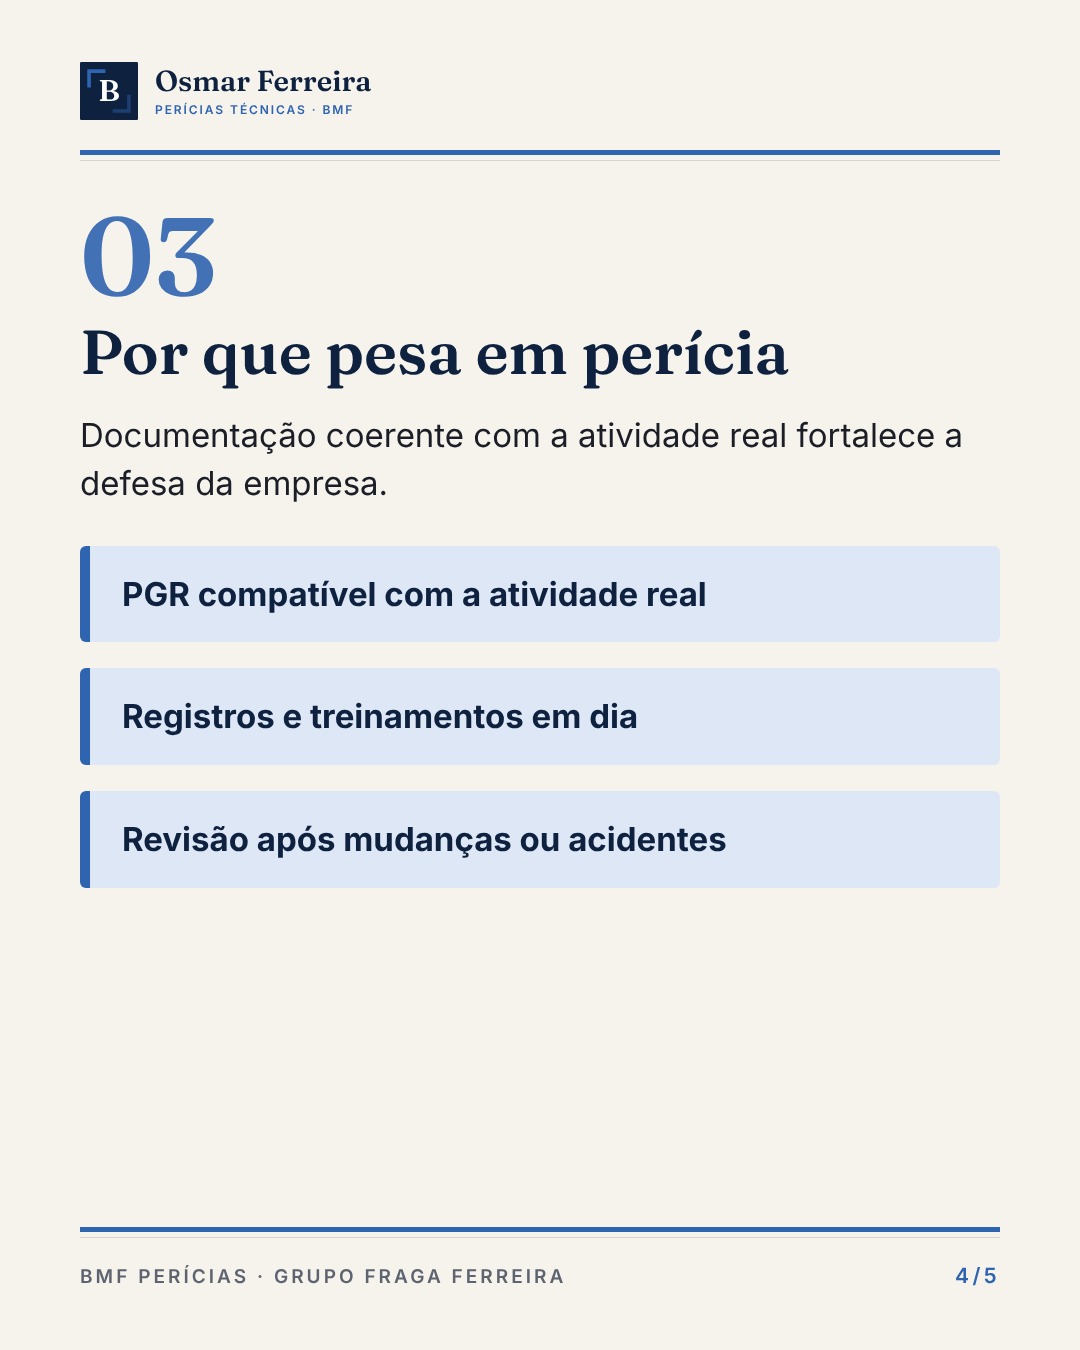 B
Osmar Ferreira
PERÍCIAS TÉCNICAS · BMF
03
Por que pesa em perícia
Documentação coerente com a atividade real fortalece a
defesa da empresa.
PGR compatível com a atividade real
Registros e treinamentos em dia
Revisão após mudanças ou acidentes
BMF PERÍCIAS · GRUPO FRAGA FERREIRA
4/5